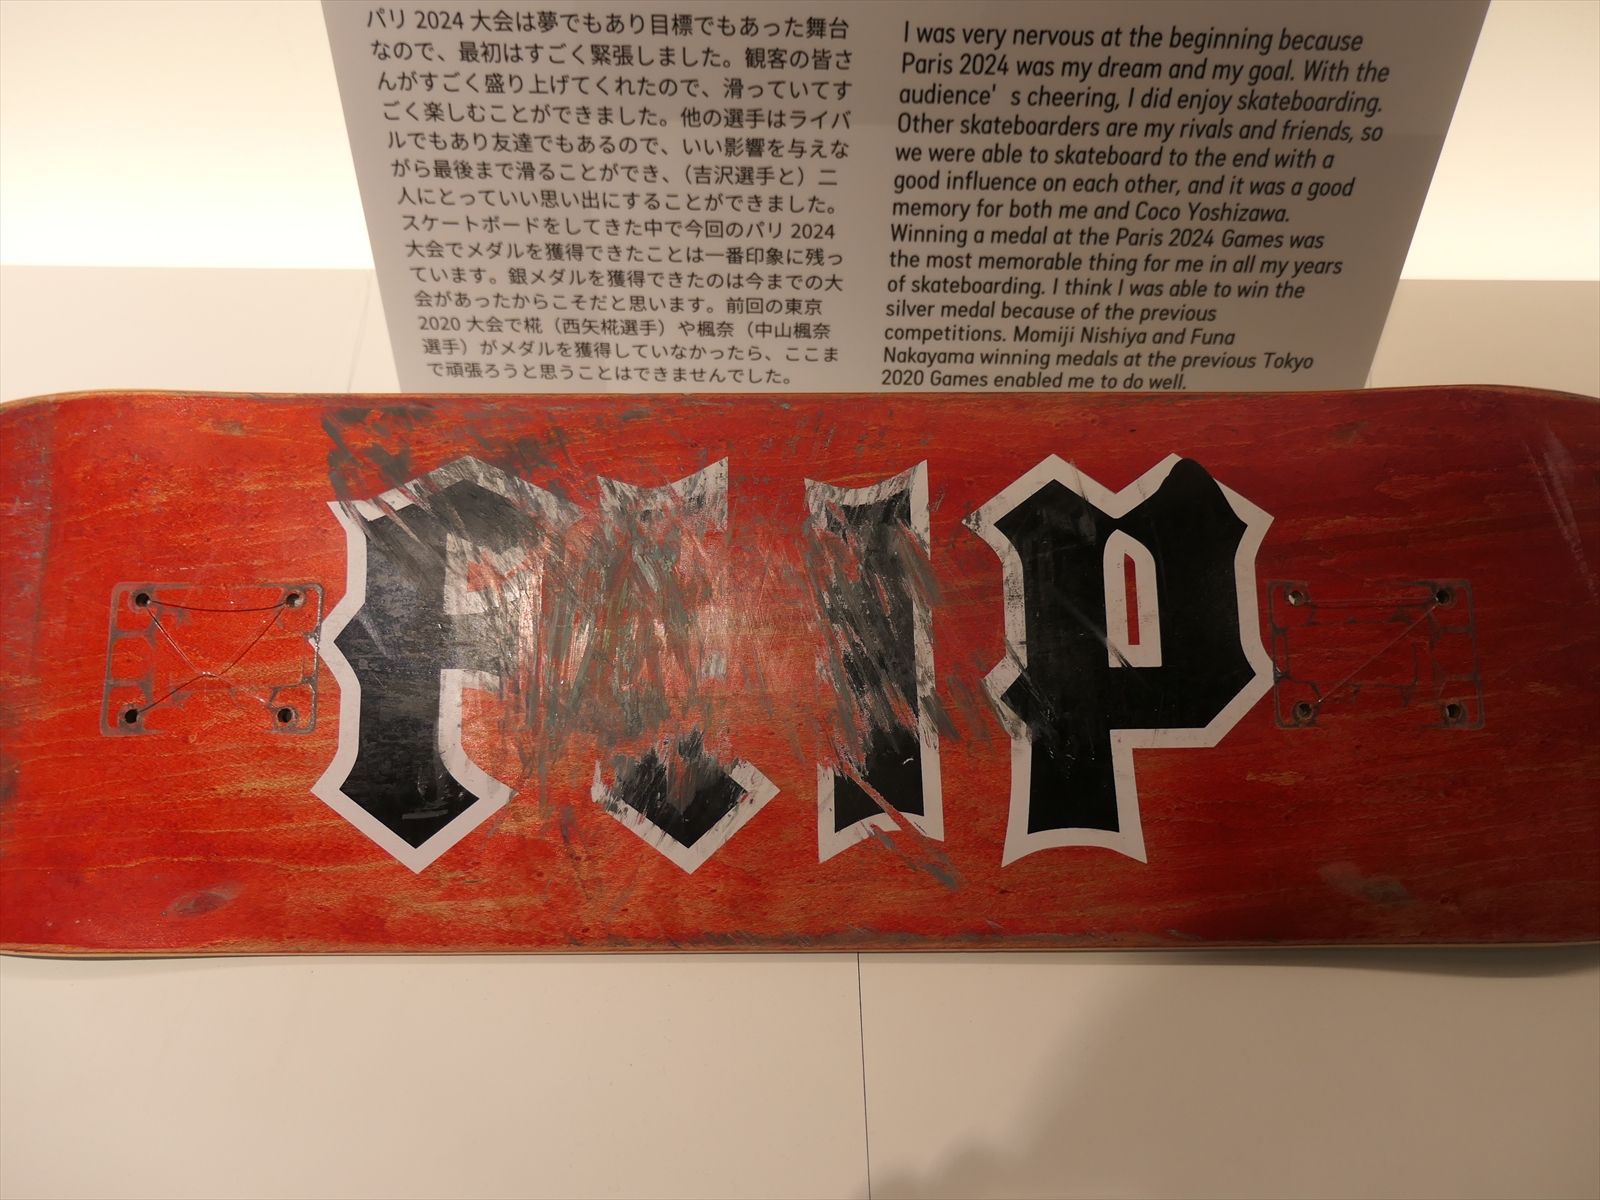 パリ 2024 大会は夢でもあり目標でもあった舞台
なので、最初はすごく緊張しました。観客の皆さ
んがすごく盛り上げてくれたので、滑っていてす
ごく楽しむことができました。他の選手はライバ
ルでもあり友達でもあるので、いい影響を与えな
がら最後まで滑ることができ、（吉沢選手と）二
人にとっていい思い出にすることができました。
スケートボードをしてきた中で今回のパリ 2024
大会でメダルを獲得できたことは一番印象に残っ
ています。銀メダルを獲得できたのは今までの大
会があったからこそだと思います。前回の東京
2020 大会で椛（西矢椛選手）や楓奈（中山楓奈
選手）がメダルを獲得していなかったら、ここま
で頑張ろうと思うことはできませんでした。
I was very nervous at the beginning because
Paris 2024 was my dream and my goal. With the
audience' s cheering, I did enjoy skateboarding.
Other skateboarders are my rivals and friends, so
we were able to skateboard to the end with a
good influence on each other, and it was a good
memory for both me and Coco Yoshizawa.
Winning a medal at the Paris 2024 Games was
the most memorable thing for me in all my years
of skateboarding. I think I was able to win the
silver medal because of the previous
competitions. Momiji Nishiya and Funa
Nakayama winning medals at the previous Tokyo
2020 Games enabled me to do well.
FLIP